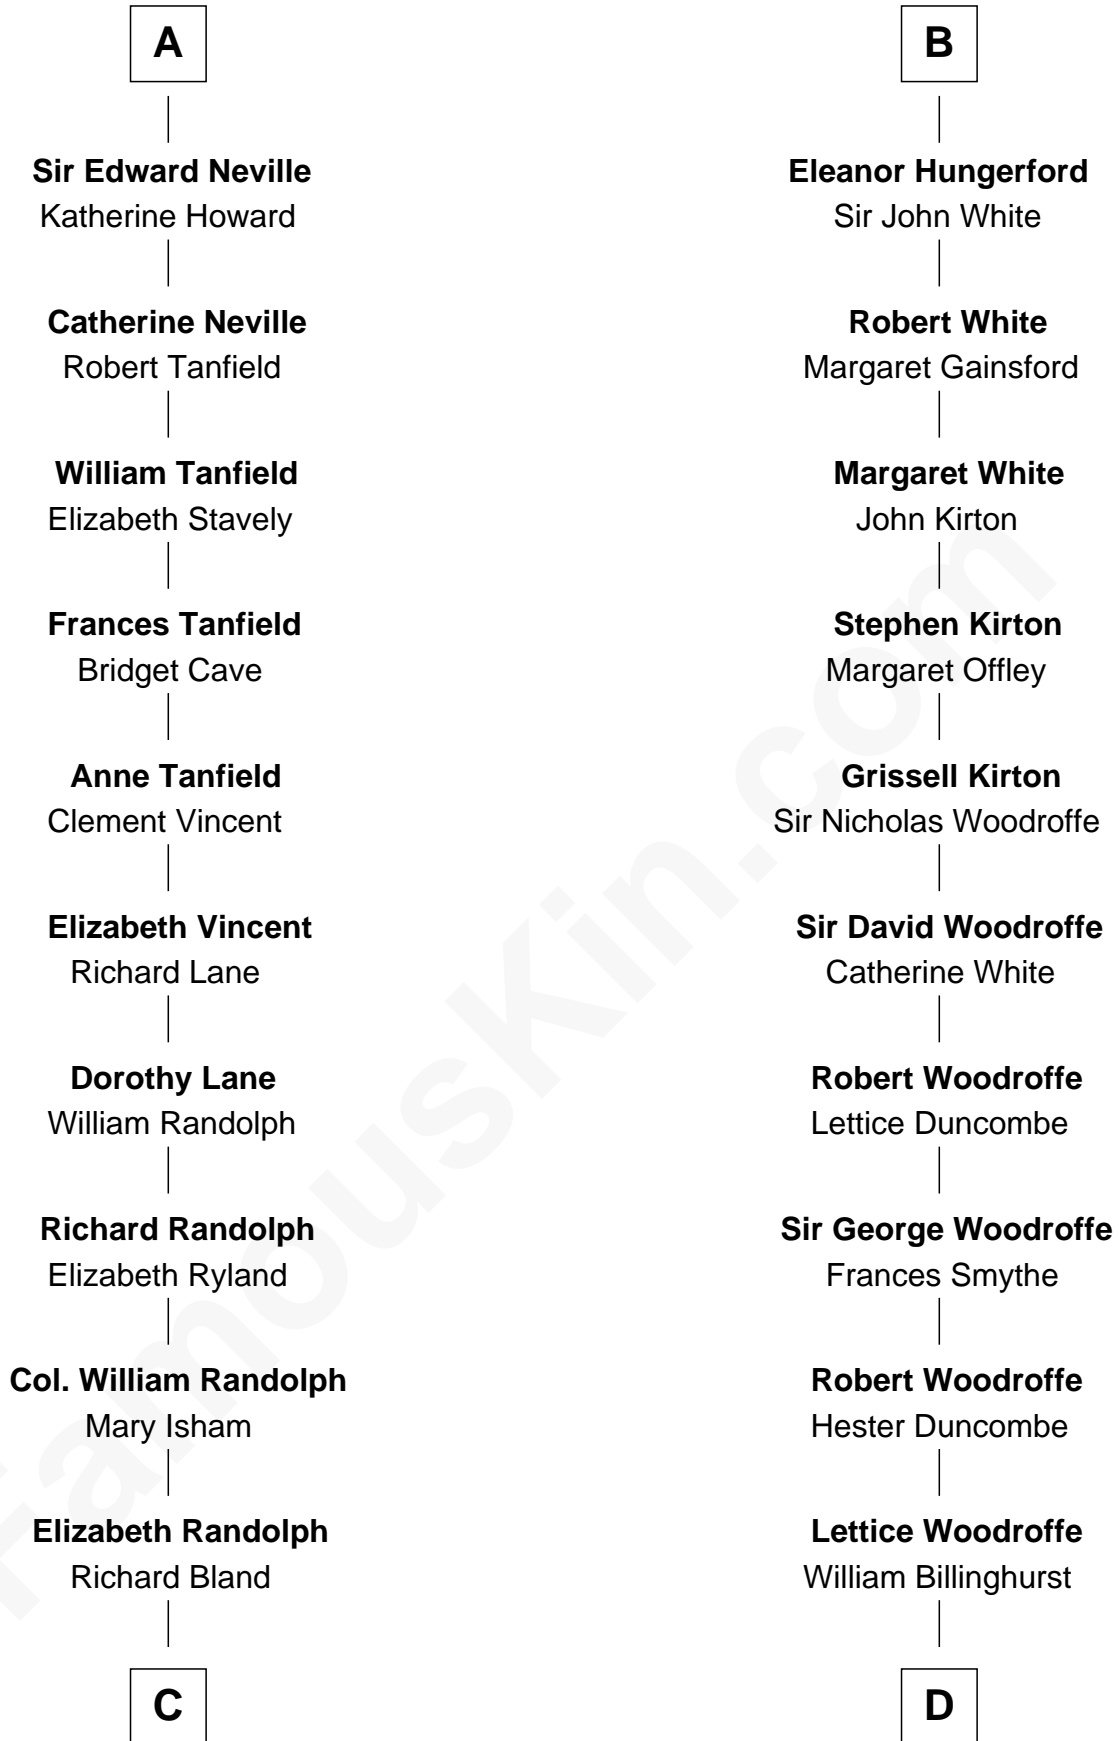 A
Sir Edward Neville
Katherine Howard
Catherine Neville
Robert Tanfield
William Tanfield
Elizabeth Stavely
Frances Tanfield
Bridget Cave
Anne Tanfield
Clement Vincent
Elizabeth Vincent
Richard Lane
Dorothy Lane
William Randolph
Richard Randolph
Elizabeth Ryland
Col. William Randolph
Mary Isham
Elizabeth Randolph
Richard Bland
C
B
Eleanor Hungerford
Sir John White
Robert White
Margaret Gainsford
Margaret White
John Kirton
Stephen Kirton
Margaret Offley
Grissell Kirton
Sir Nicholas Woodroffe
Sir David Woodroffe
Catherine White
Robert Woodroffe
Lettice Duncombe
Sir George Woodroffe
Frances Smythe
Robert Woodroffe
Hester Duncombe
Lettice Woodroffe
William Billinghurst
D
FamousKin.com